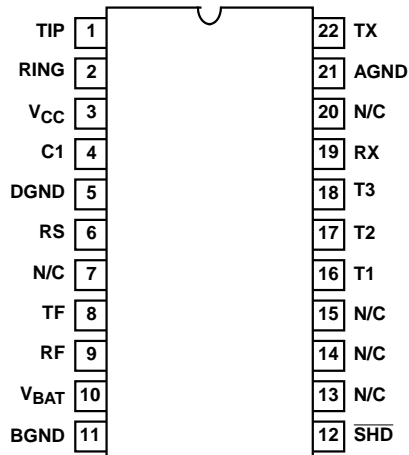 TIP 1 22 TX
RING 2 21 AGND
VCC 3 20 N/C
C1 4 19 RX
DGND 5 18 T3
RS 6 17 T2
N/C 7 16 T1
TF 8 15 N/C
RF 9 14 N/C
VBAT 10 13 N/C
BGND 11 12 S̅H̅D̅